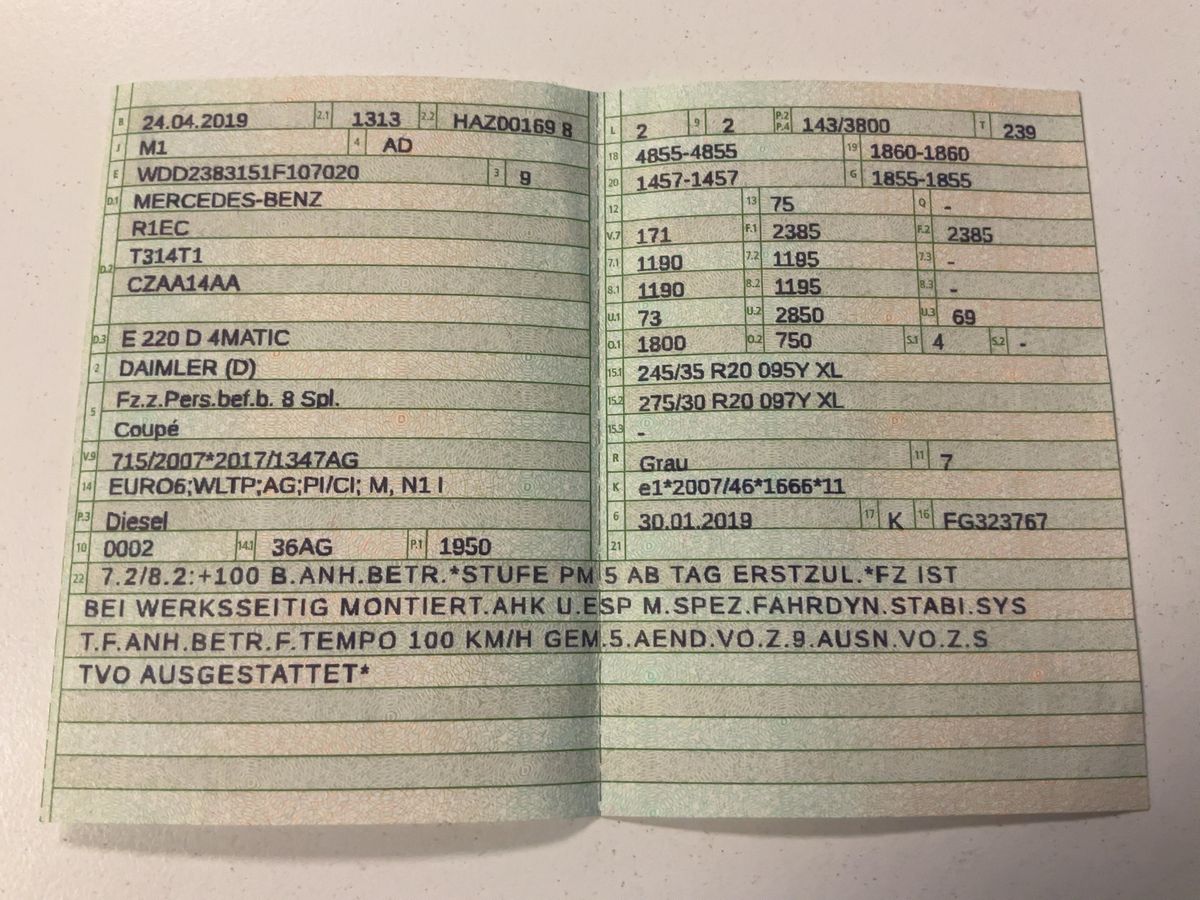 B 24.04.2019 2.1 1313 2.2 HAZ00169 8
J M1 4 AD
E WDD2383151F107020 3 9
D.1 MERCEDES-BENZ
R1EC
D.2 T314T1
CZAA14AA
D.3 E 220 D 4MATIC
2 DAIMLER (D)
5 Fz.z.Pers.bef.b. 8 Spl.
Coupé
V.9 715/2007*2017/1347AG
14 EURO6;WLTP;AG;PI/CI; M, N1 I
P.3 Diesel
10 0002 14.1 36AG P.1 1950
L 2 9 2 P.2 P.4 143/3800 T 239
18 4855-4855 19 1860-1860
20 1457-1457 G 1855-1855
12 13 75 Q -
V.7 171 F.1 2385 F.2 2385
7.1 1190 7.2 1195 7.3 -
8.1 1190 8.2 1195 8.3 -
U.1 73 U.2 2850 U.3 69
O.1 1800 O.2 750 S.1 4 S.2 -
15.1 245/35 R20 095Y XL
15.2 275/30 R20 097Y XL
15.3 -
R Grau 11 7
K e1*2007/46*1666*11
6 30.01.2019 17 K 16 FG323767
21
22 7.2/8.2:+100 B.ANH.BETR.*STUFE PM 5 AB TAG ERSTZUL.*FZ IST
BEI WERKSSEITIG MONTIERT.AHK U.ESP M.SPEZ.FAHRDYN.STABI.SYS
T.F.ANH.BETR.F.TEMPO 100 KM/H GEM.5.AEND.VO.Z.9.AUSN.VO.Z.S
TVO AUSGESTATTET*